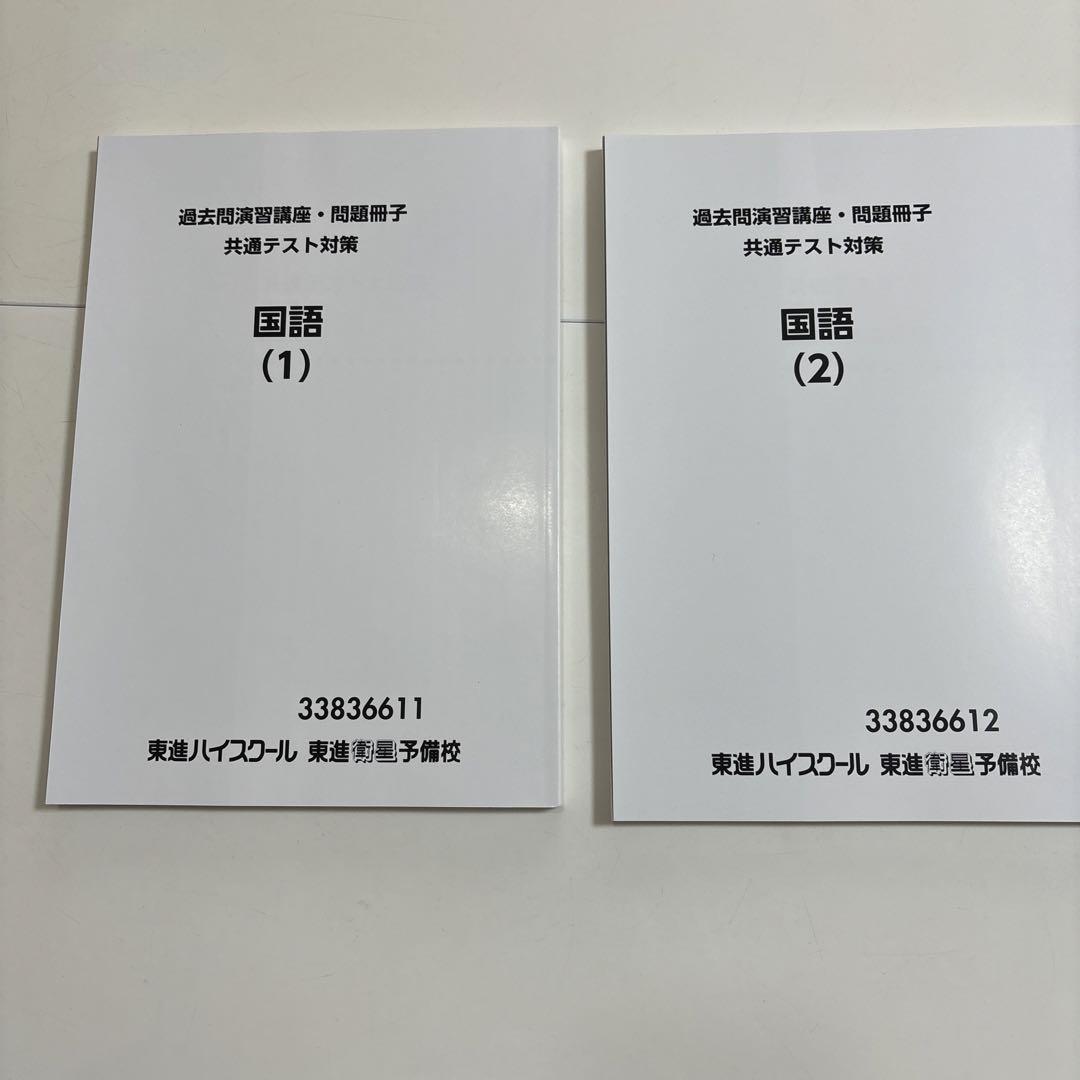 過去問演習講座・問題冊子
共通テスト対策
国語
(1)
33836611
東進ハイスクール 東進衛星予備校
過去問演習講座・問題冊子
共通テスト対策
国語
(2)
33836612
東進ハイスクール 東進衛星予備校